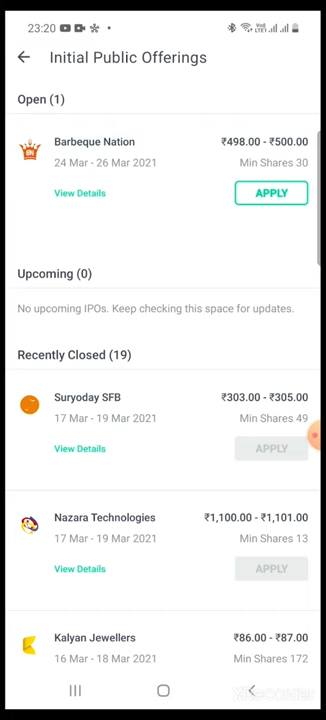 23:20
Initial Public Offerings
Open (1)
Barbeque Nation ₹498.00 - ₹500.00
24 Mar - 26 Mar 2021 Min Shares 30
View Details APPLY
Upcoming (0)
No upcoming IPOs. Keep checking this space for updates.
Recently Closed (19)
Suryoday SFB ₹303.00 - ₹305.00
17 Mar - 19 Mar 2021 Min Shares 49
View Details APPLY
Nazara Technologies ₹1,100.00 - ₹1,101.00
17 Mar - 19 Mar 2021 Min Shares 13
View Details APPLY
Kalyan Jewellers ₹86.00 - ₹87.00
16 Mar - 18 Mar 2021 Min Shares 172